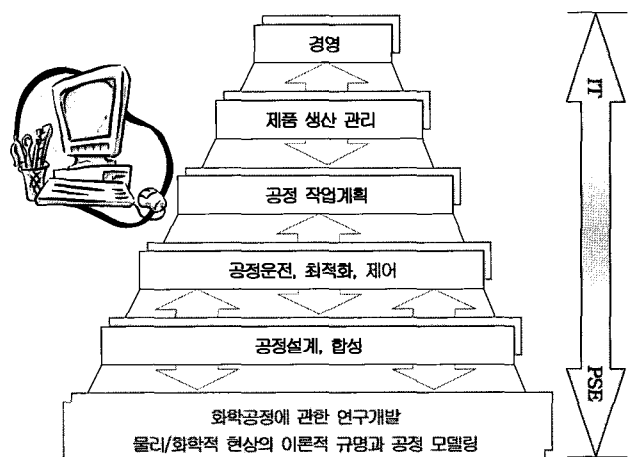 경영
제품 생산 관리
공정 작업계획
공정운전, 최적화, 제어
공정설계, 합성
화학공정에 관한 연구개발
물리/화학적 현상의 이론적 규명과 공정 모델링
IT
PSE